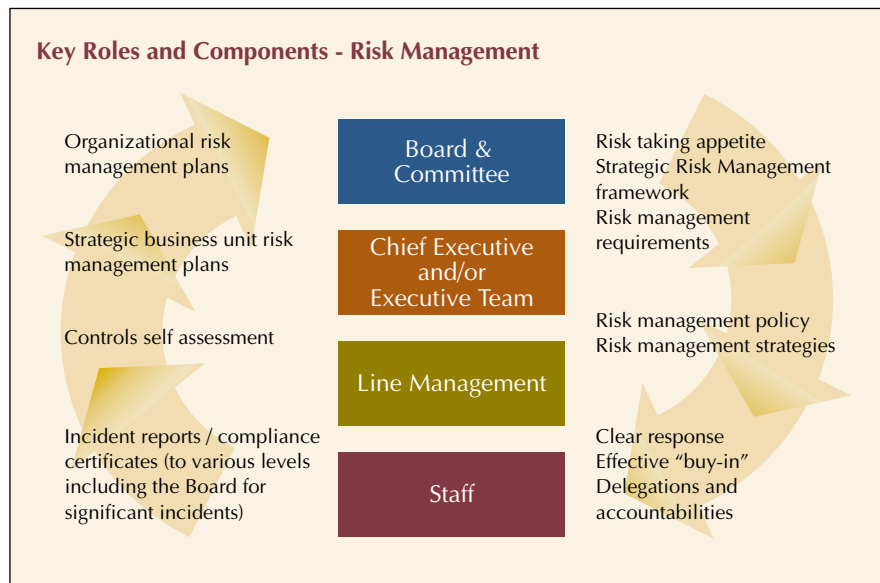 Key Roles and Components - Risk Management
Organizational risk
management plans
Strategic business unit risk
management plans
Controls self assessment
Incident reports / compliance
certificates (to various levels
including the Board for
significant incidents)
Board &
Committee
Chief Executive
and/or
Executive Team
Line Management
Staff
Risk taking appetite
Strategic Risk Management
framework
Risk management
requirements
Risk management policy
Risk management strategies
Clear response
Effective “buy-in”
Delegations and
accountabilities